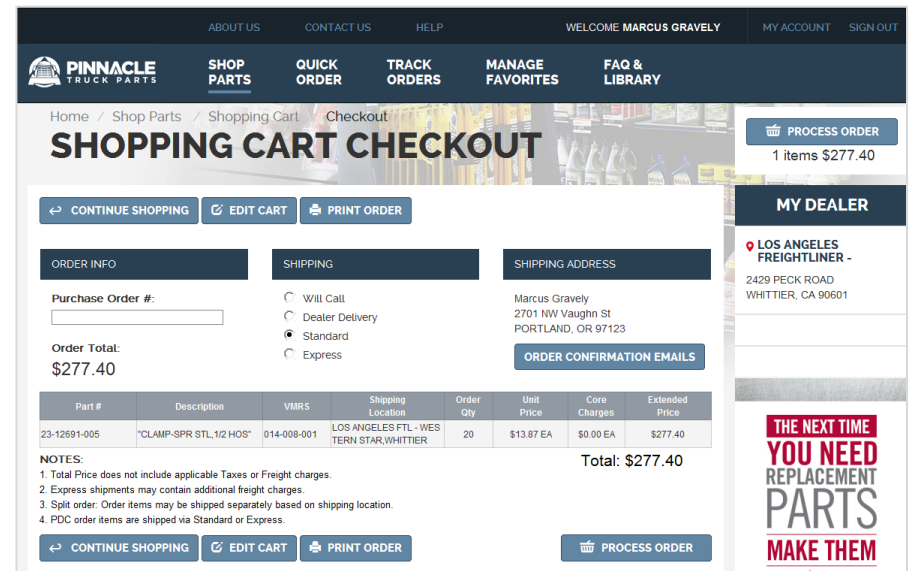 ABOUT US CONTACT US HELP WELCOME MARCUS GRAVELY MY ACCOUNT SIGN OUT
PINNACLE
TRUCK PARTS
SHOP
PARTS
QUICK
ORDER
TRACK
ORDERS
MANAGE
FAVORITES
FAQ &
LIBRARY
Home / Shop Parts / Shopping Cart Checkout
SHOPPING CART CHECKOUT
PROCESS ORDER
1 items $277.40
CONTINUE SHOPPING EDIT CART PRINT ORDER
MY DEALER
LOS ANGELES
FREIGHTLINER -
2429 PECK ROAD
WHITTIER, CA 90601
ORDER INFO
Purchase Order #:
Order Total:
$277.40
SHIPPING
Will Call
Dealer Delivery
Standard
Express
SHIPPING ADDRESS
Marcus Gravely
2701 NW Vaughn St
PORTLAND, OR 97123
ORDER CONFIRMATION EMAILS
Part # Description VMRS Shipping Location Order Qty Unit Price Core Charges Extended Price
23-12691-005 "CLAMP-SPR STL,1/2 HOS" 014-008-001 LOS ANGELES FTL - WES TERN STAR,WHITTIER 20 $13.87 EA $0.00 EA $277.40
NOTES:
Total: $277.40
1. Total Price does not include applicable Taxes or Freight charges.
2. Express shipments may contain additional freight charges.
3. Split order: Order items may be shipped separately based on shipping location.
4. PDC order items are shipped via Standard or Express.
CONTINUE SHOPPING EDIT CART PRINT ORDER PROCESS ORDER
THE NEXT TIME
YOU NEED
REPLACEMENT
PARTS
MAKE THEM